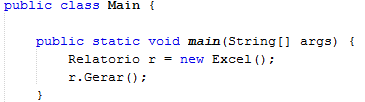 public class Main {
public static void main(String[] args) {
Relatorio r = new Excel();
r.Gerar();
}